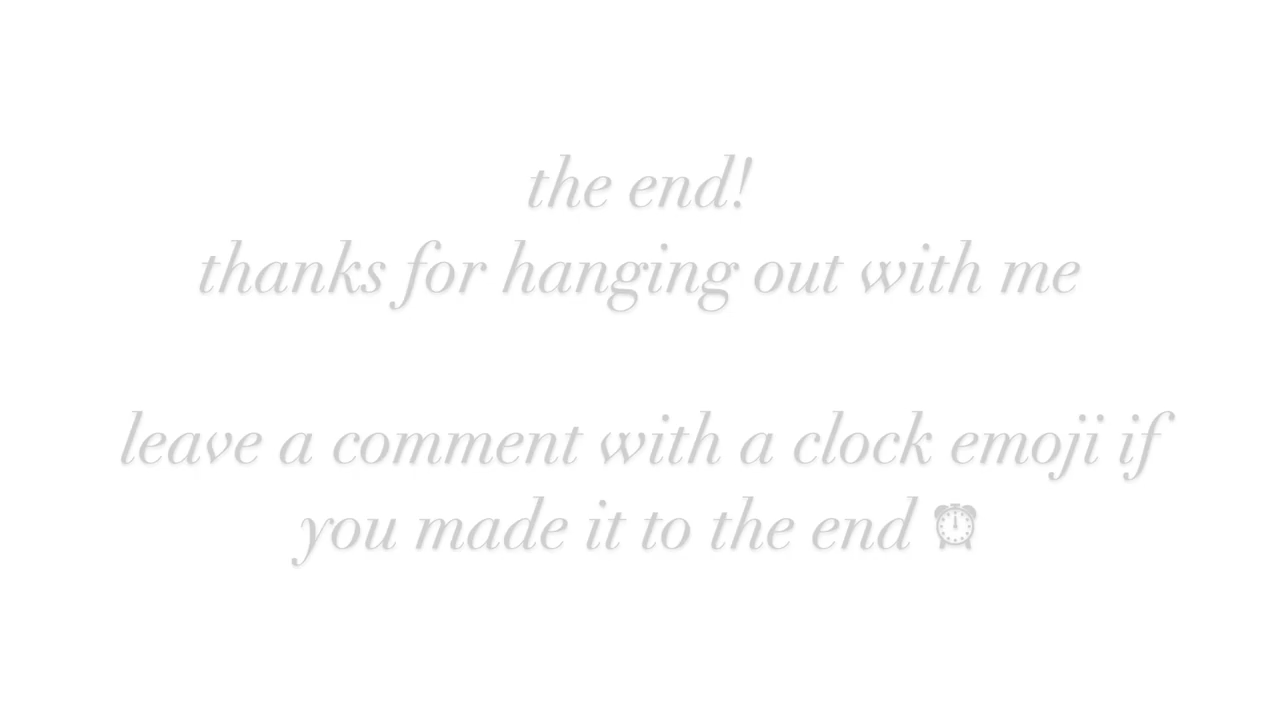 the end!
thanks for hanging out with me
leave a comment with a clock emoji if
you made it to the end ⏰